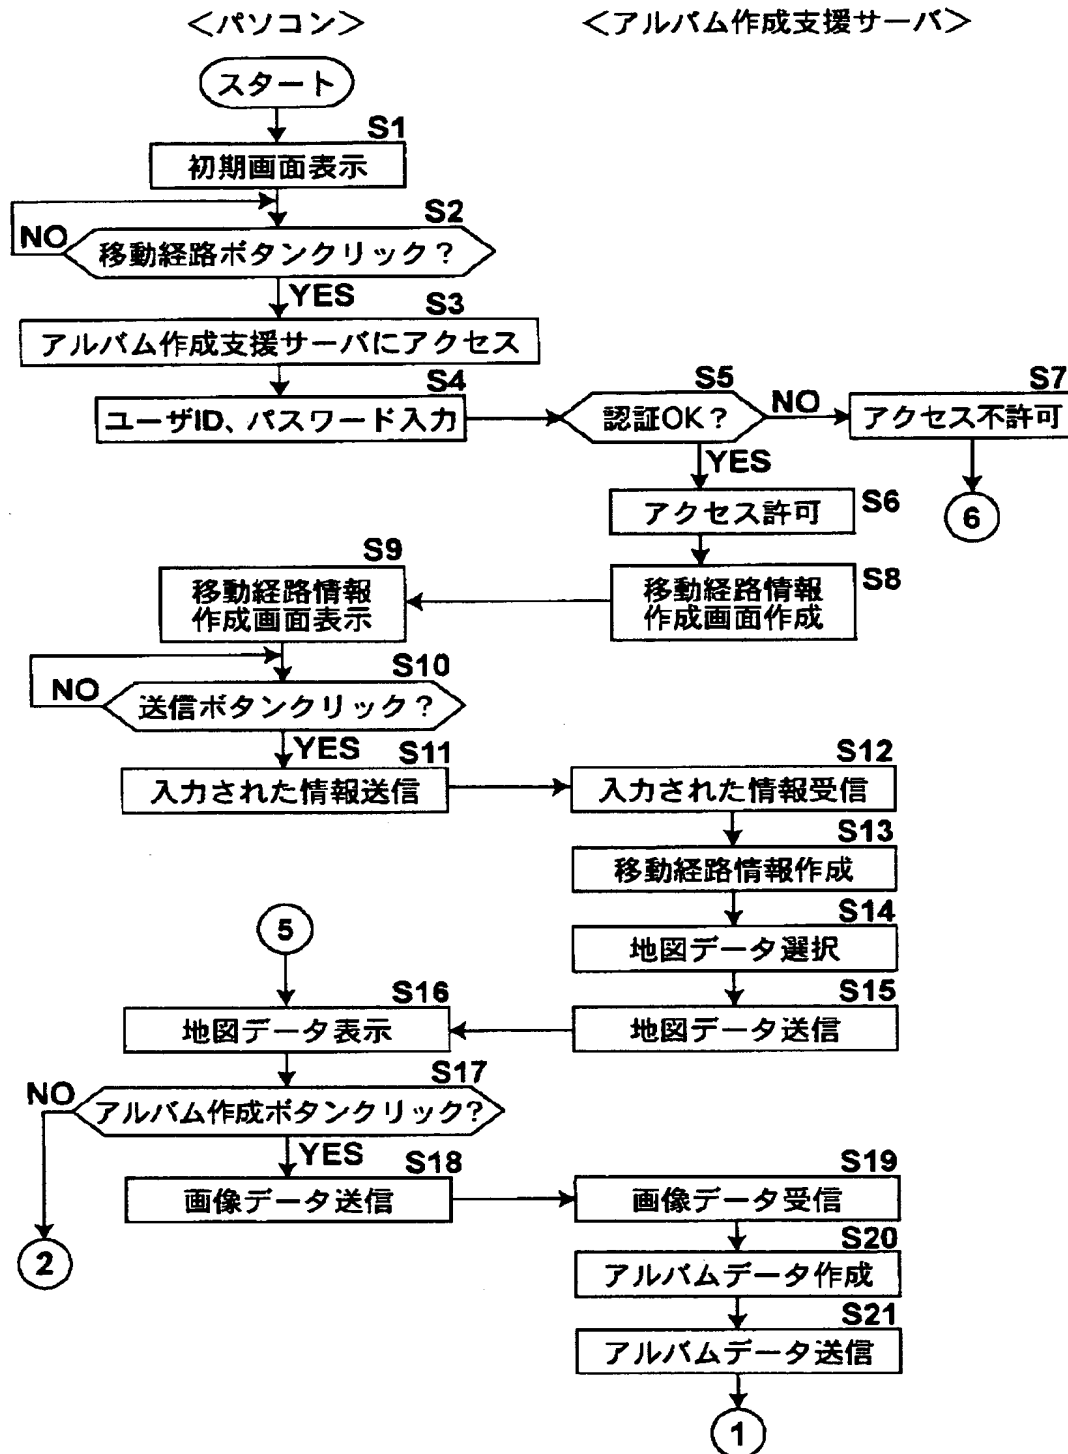 ＜パソコン＞
＜アルバム作成支援サーバ＞
スタート
S1
初期画面表示
S2
NO
移動経路ボタンクリック？
YES
S3
アルバム作成支援サーバにアクセス
S4
ユーザID、パスワード入力
S5
認証OK？
NO
S7
アクセス不許可
YES
6
S6
アクセス許可
S8
移動経路情報
作成画面作成
S9
移動経路情報
作成画面表示
S10
NO
送信ボタンクリック？
YES
S11
入力された情報送信
S12
入力された情報受信
S13
移動経路情報作成
S14
地図データ選択
S15
地図データ送信
5
S16
地図データ表示
S17
NO
アルバム作成ボタンクリック?
YES
2
S18
画像データ送信
S19
画像データ受信
S20
アルバムデータ作成
S21
アルバムデータ送信
1